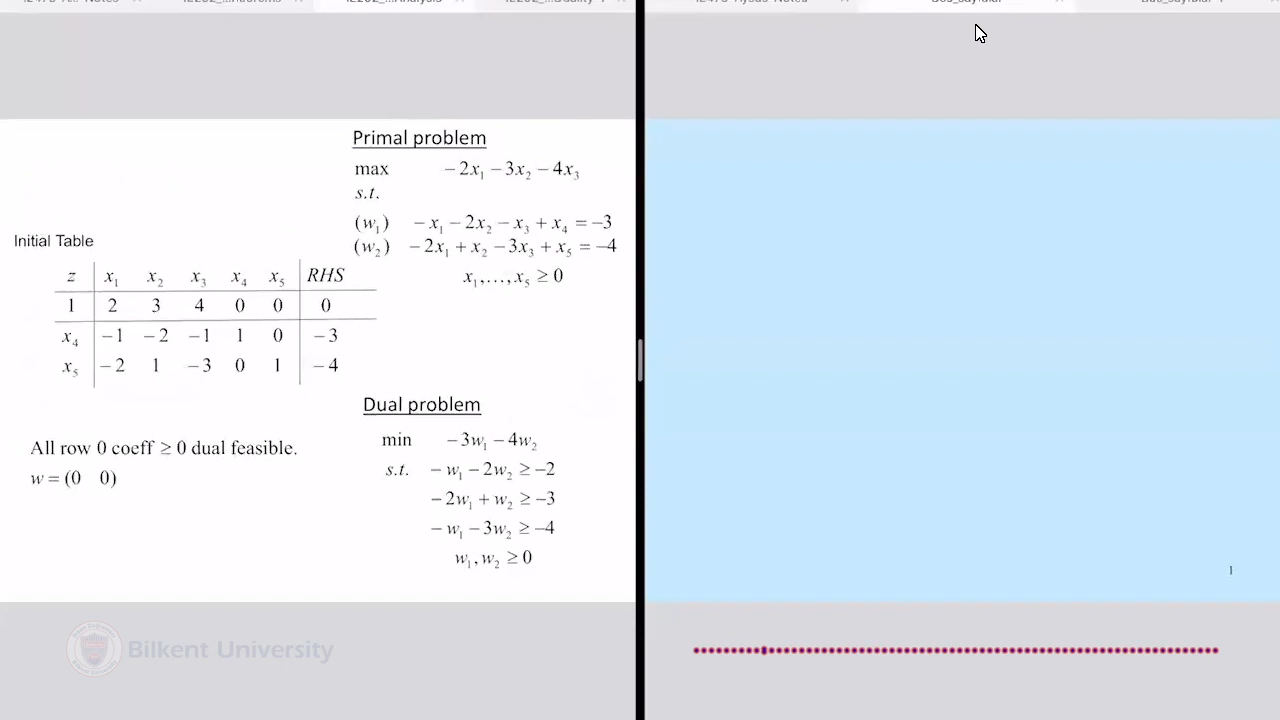 Primal problem
max −2x₁ −3x₂ −4x₃
s.t.
(w₁) −x₁ −2x₂ −x₃ +x₄ = −3
(w₂) −2x₁ +x₂ −3x₃ +x₅ = −4
x₁,…,x₅ ≥ 0
Initial Table
z x₁ x₂ x₃ x₄ x₅ RHS
1 2 3 4 0 0 0
x₄ −1 −2 −1 1 0 −3
x₅ −2 1 −3 0 1 −4
Dual problem
min −3w₁ −4w₂
s.t. −w₁ −2w₂ ≥ −2
−2w₁ +w₂ ≥ −3
−w₁ −3w₂ ≥ −4
w₁,w₂ ≥ 0
All row 0 coeff ≥ 0 dual feasible.
w = (0 0)
1
Bilkent University